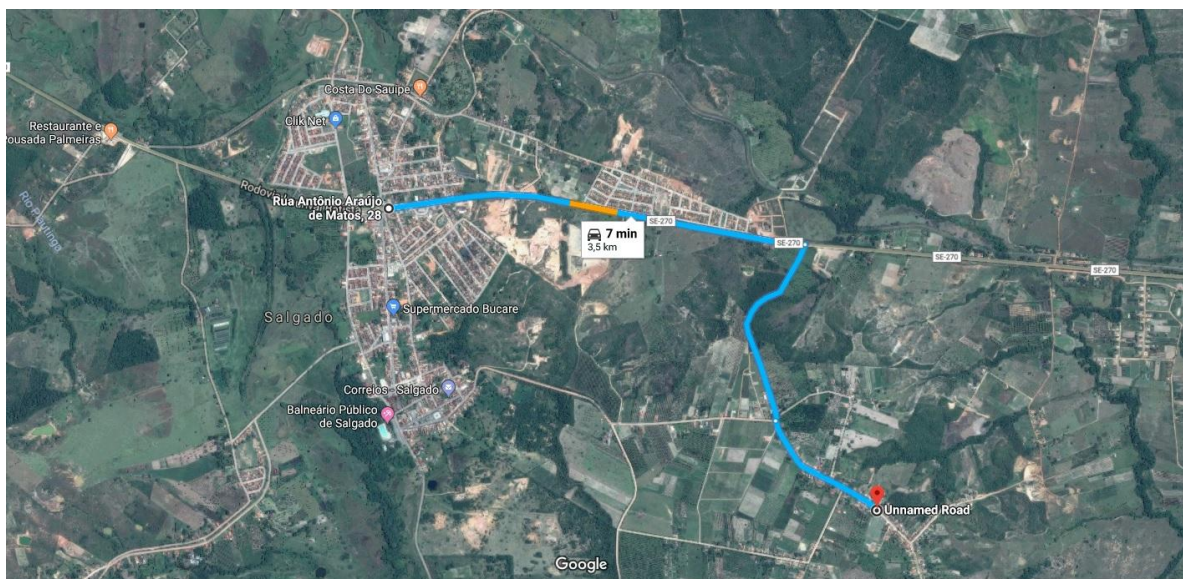 Costa Do Sauípe
Clik Net
Restaurante e
Pousada Palmeiras
Rodovia
Rua Antônio Araújo
de Matos, 28
SE-270
7 min
3,5 km
SE-270
SE-270
SE-270
Supermercado Bucare
Salgado
Correios - Salgado
Balneário Público
de Salgado
Unnamed Road
Google